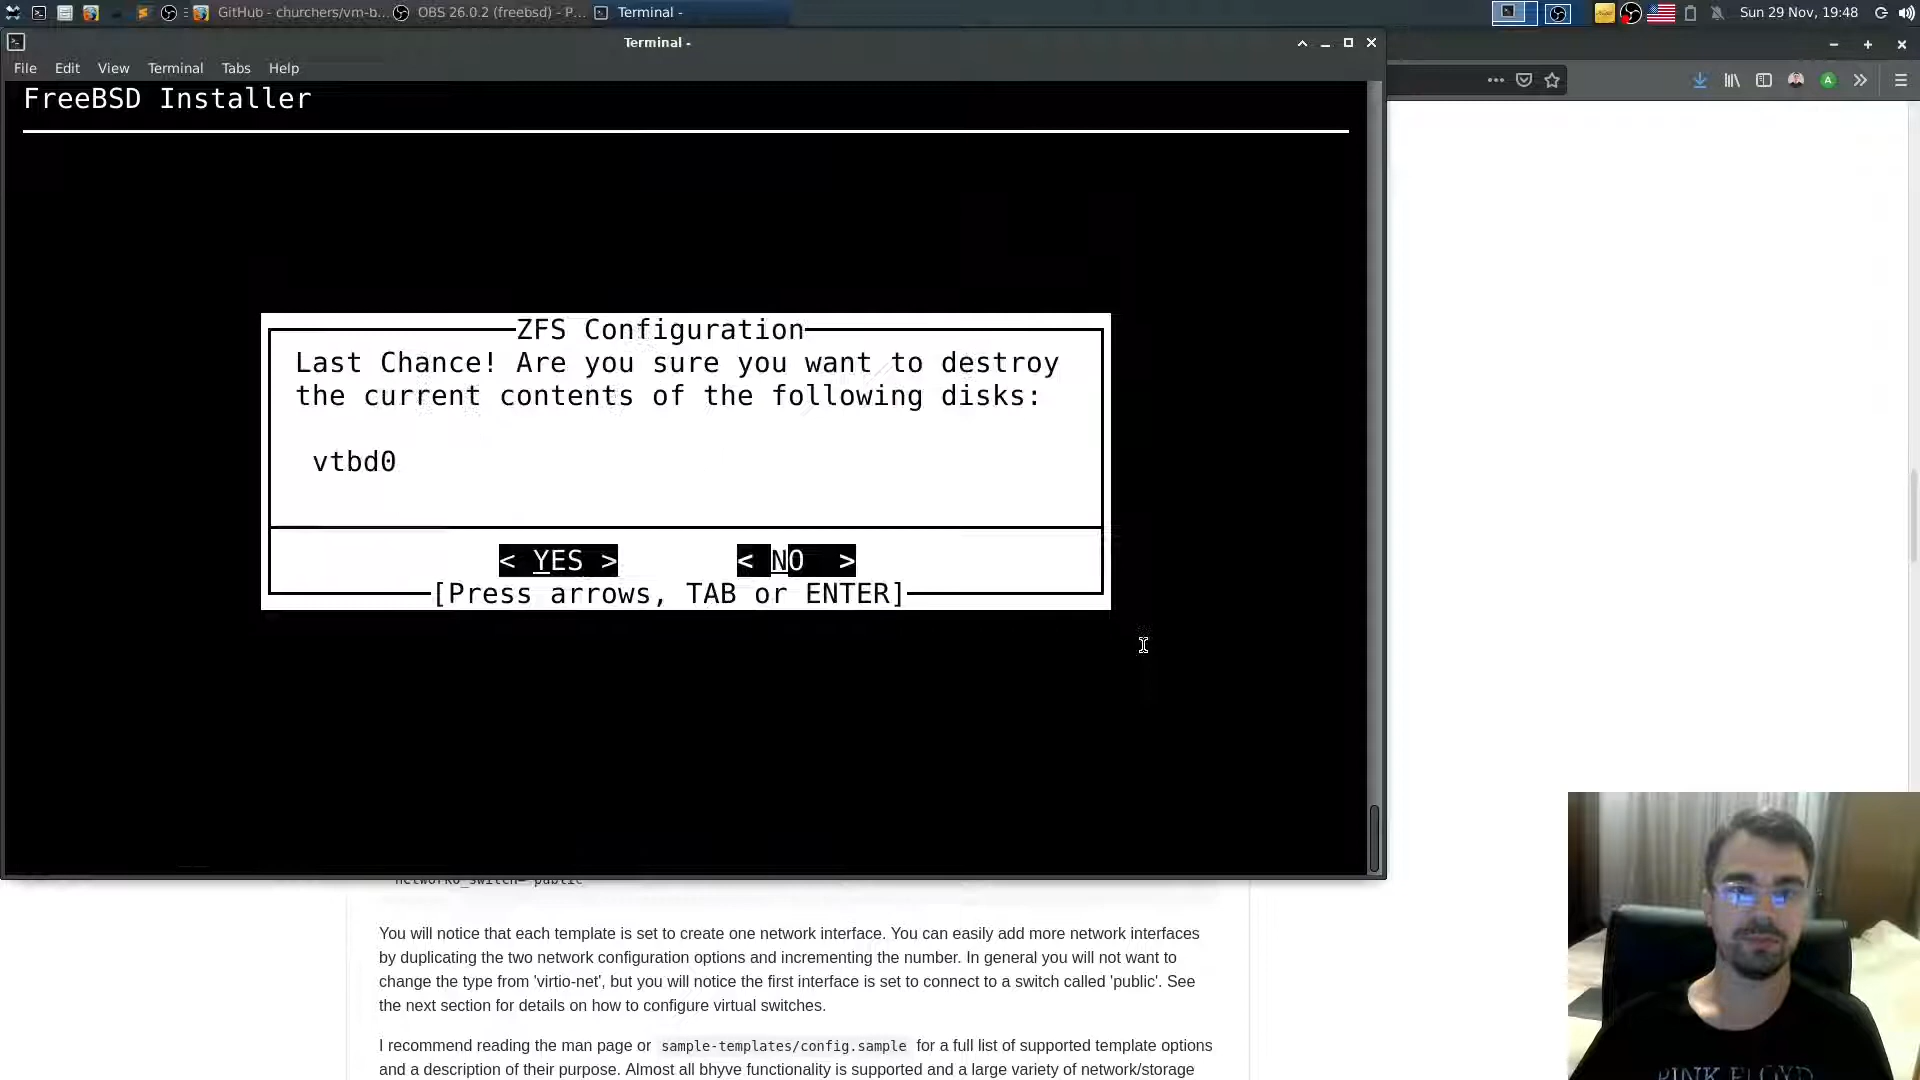 GitHub - churchers/vm-b...
OBS 26.0.2 (freebsd) - P...
Terminal -
Sun 29 Nov, 19:48
Terminal -
File Edit View Terminal Tabs Help
FreeBSD Installer
ZFS Configuration
Last Chance! Are you sure you want to destroy
the current contents of the following disks:
vtbd0
< YES > < NO >
[Press arrows, TAB or ENTER]
You will notice that each template is set to create one network interface. You can easily add more network interfaces
by duplicating the two network configuration options and incrementing the number. In general you will not want to
change the type from 'virtio-net', but you will notice the first interface is set to connect to a switch called 'public'. See
the next section for details on how to configure virtual switches.
I recommend reading the man page or sample-templates/config.sample for a full list of supported template options
and a description of their purpose. Almost all bhyve functionality is supported and a large variety of network/storage
PINK FLOYD